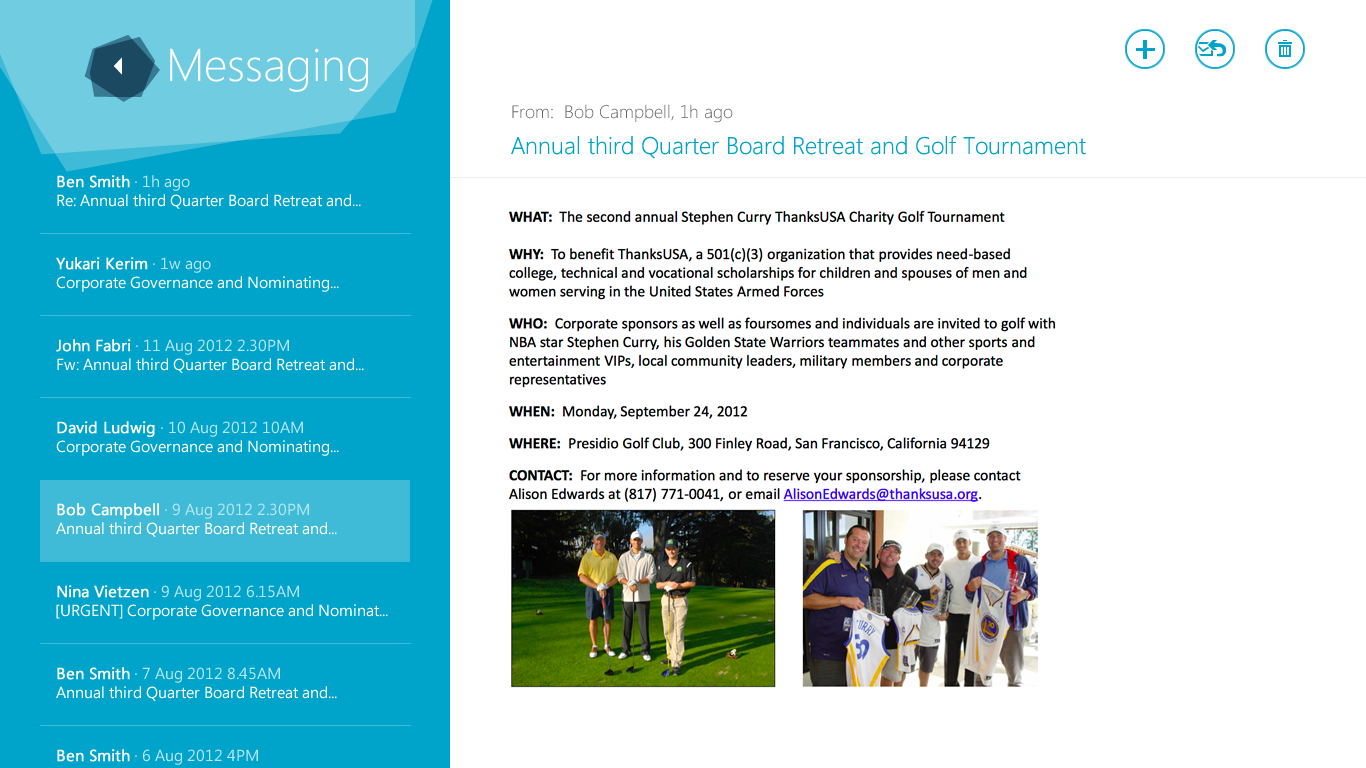 Messaging
Ben Smith · 1h ago
Re: Annual third Quarter Board Retreat and...
Yukari Kerim · 1w ago
Corporate Governance and Nominating...
John Fabri · 11 Aug 2012 2.30PM
Fw: Annual third Quarter Board Retreat and...
David Ludwig · 10 Aug 2012 10AM
Corporate Governance and Nominating...
Bob Campbell · 9 Aug 2012 2.30PM
Annual third Quarter Board Retreat and...
Nina Vietzen · 9 Aug 2012 6.15AM
[URGENT] Corporate Governance and Nominat...
Ben Smith · 7 Aug 2012 8.45AM
Annual third Quarter Board Retreat and...
Ben Smith · 6 Aug 2012 4PM
From: Bob Campbell, 1h ago
Annual third Quarter Board Retreat and Golf Tournament
WHAT: The second annual Stephen Curry ThanksUSA Charity Golf Tournament
WHY: To benefit ThanksUSA, a 501(c)(3) organization that provides need-based
college, technical and vocational scholarships for children and spouses of men and
women serving in the United States Armed Forces
WHO: Corporate sponsors as well as foursomes and individuals are invited to golf with
NBA star Stephen Curry, his Golden State Warriors teammates and other sports and
entertainment VIPs, local community leaders, military members and corporate
representatives
WHEN: Monday, September 24, 2012
WHERE: Presidio Golf Club, 300 Finley Road, San Francisco, California 94129
CONTACT: For more information and to reserve your sponsorship, please contact
Alison Edwards at (817) 771-0041, or email AlisonEdwards@thanksusa.org.
CURRY
30